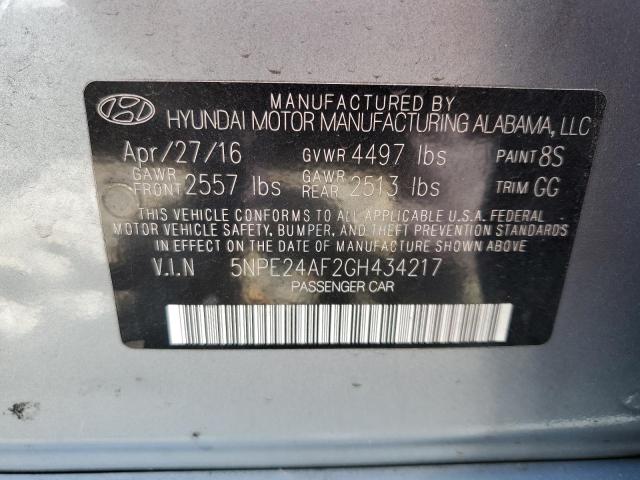 MANUFACTURED BY
HYUNDAI MOTOR MANUFACTURING ALABAMA, LLC
Apr/27/16 GVWR 4497 lbs PAINT 8S
GAWR FRONT 2557 lbs GAWR REAR 2513 lbs TRIM GG
THIS VEHICLE CONFORMS TO ALL APPLICABLE U.S.A. FEDERAL
MOTOR VEHICLE SAFETY, BUMPER, AND THEFT PREVENTION STANDARDS
IN EFFECT ON THE DATE OF MANUFACTURE SHOWN ABOVE.
V.I.N 5NPE24AF2GH434217
PASSENGER CAR